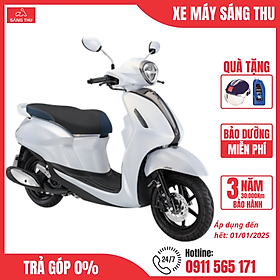 SÁNG THU
XE MÁY SÁNG THU
QUÀ TẶNG
BẢO DƯỠNG
MIỄN PHÍ
3 NĂM
30.000Km
BẢO HÀNH
Áp dụng đến
hết: 01/01/2025
TRẢ GÓP 0%
24/7
Hotline:
0911 565 171